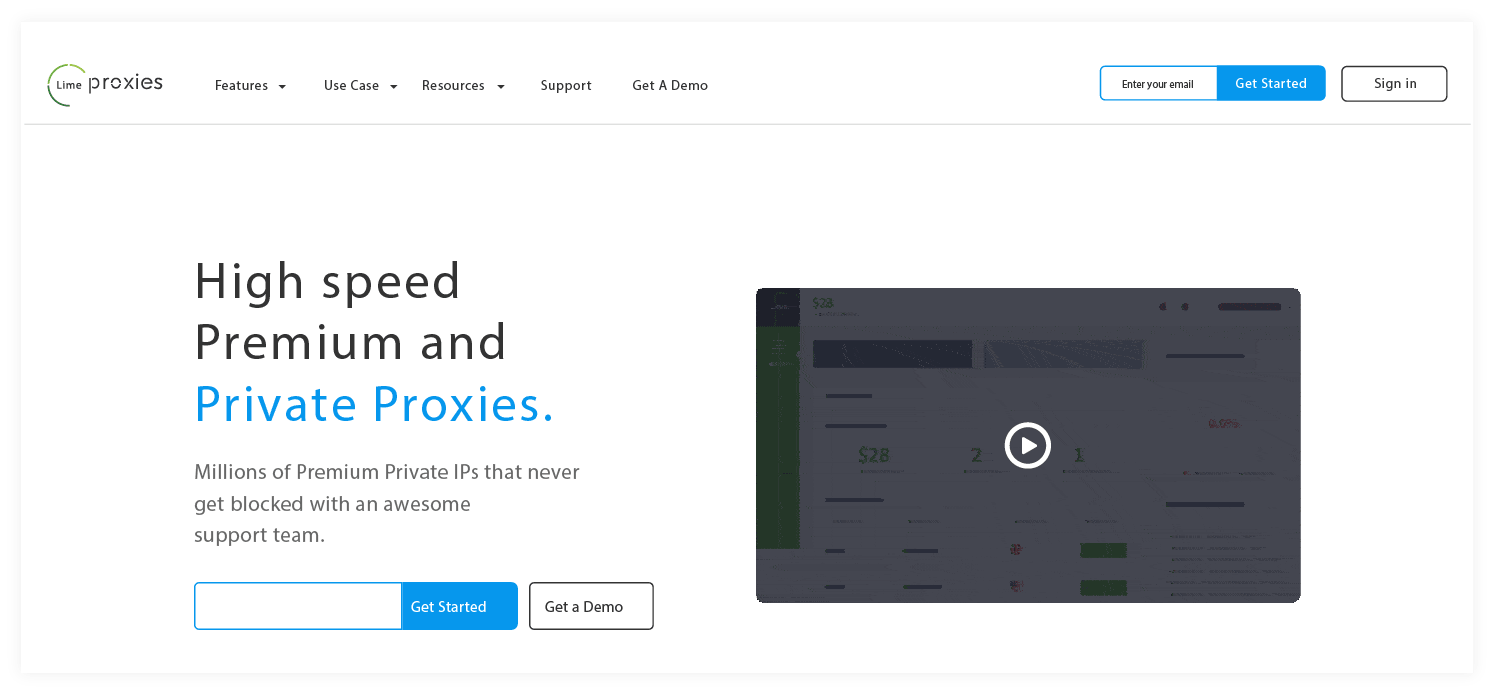 Lime proxies
Features
Use Case
Resources
Support
Get A Demo
Enter your email
Get Started
Sign in
High speed
Premium and
Private Proxies.
Millions of Premium Private IPs that never
get blocked with an awesome
support team.
Get Started
Get a Demo
$28
$28
2
1